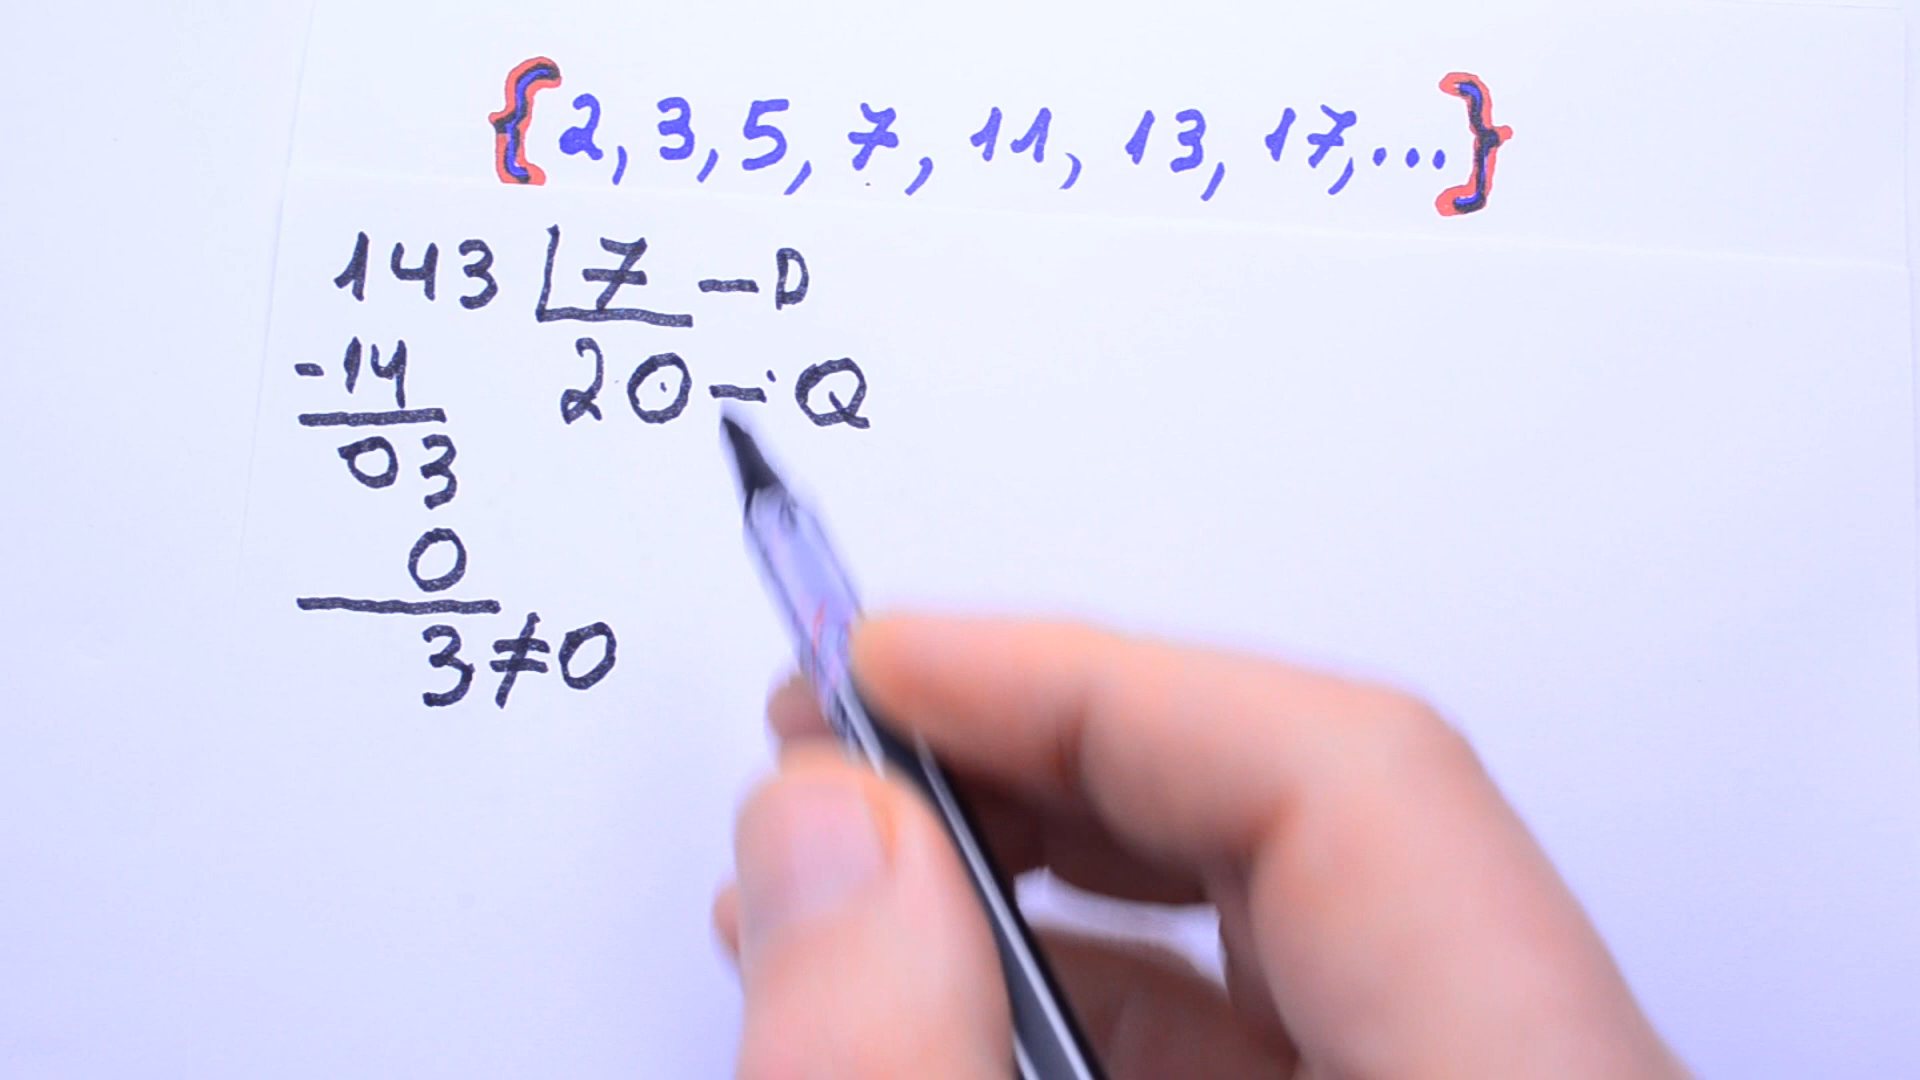 {2, 3, 5, 7, 11, 13, 17,...}
143 7 - D
-14 20 - Q
03
0
3≠0